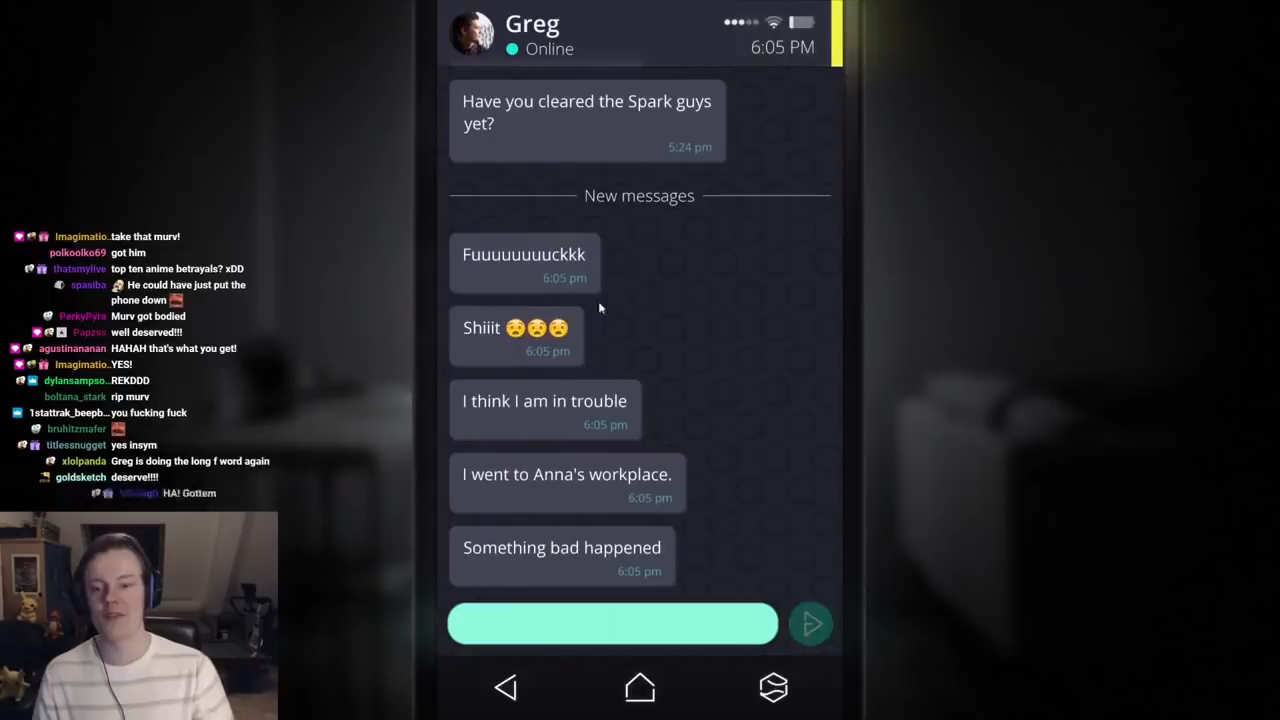 Greg
Online
6:05 PM
Have you cleared the Spark guys
yet?
5:24 pm
New messages
Fuuuuuuuuckkk
6:05 pm
Shiiit 😟😟😟
6:05 pm
I think I am in trouble
6:05 pm
I went to Anna's workplace.
6:05 pm
Something bad happened
6:05 pm
Imagimatio.. take that murv!
polkoolko69 got him
thatsmylive top ten anime betrayals? xDD
spasiba He could have just put the
phone down
PerkyPyra Murv got bodied
Papzss well deserved!!!
agustinananan HAHAH that's what you get!
Imagimatio.. YES!
dylansampso.. REKDDD
boltana_stark rip murv
1stattrak_beepb.. you fucking fuck
bruhitzmafer
titlessnugget yes insym
xlolpanda Greg is doing the long f word again
goldsketch deserve!!!!
HA! Gottem